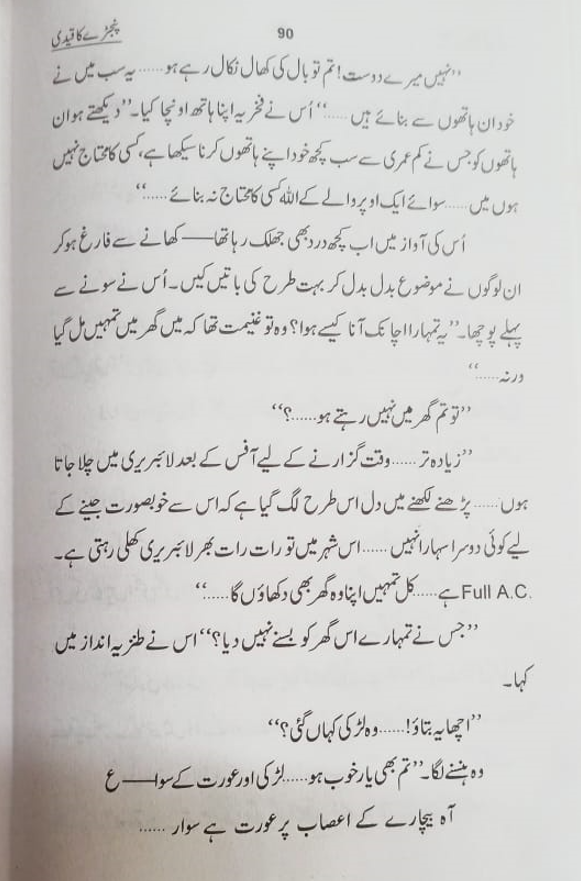 90
پنجڑے کا قیدی
’’نہیں میرے دوست! تم تو بال کی کھال نکال رہے ہو...... یہ سب میں نے
خود ان ہاتھوں سے بنائے ہیں ......‘‘ اُس نے فخریہ اپنا ہاتھ اونچا کیا۔ ’’دیکھتے ہو ان
ہاتھوں کو جس نے کم عمری سے سب کچھ خود اپنے ہاتھوں کرنا سیکھا ہے، کسی کا محتاج نہیں
ہوں میں ...... سوائے ایک اوپر والے کے اللہ کسی کا محتاج نہ بنائے ......‘‘
اُس کی آواز میں اب کچھ درد بھی جھلک رہا تھا—— کھانے سے فارغ ہو کر
ان لوگوں نے موضوع بدل بدل کر بہت طرح کی باتیں کیں۔ اُس نے سونے سے
پہلے پوچھا۔ ’’یہ تمہارا اچانک آنا کیسے ہوا؟ وہ تو غنیمت تھا کہ میں گھر میں تمہیں مل گیا
ورنہ ......‘‘
’’تو تم گھر میں نہیں رہتے ہو ......؟‘‘
’’زیادہ تر ...... وقت گزارنے کے لیے آفس کے بعد لائبریری میں چلا جاتا
ہوں ...... پڑھنے لکھنے میں دل اس طرح لگ گیا ہے کہ اس سے خوبصورت جینے کے
لیے کوئی دوسرا سہارا نہیں ...... اس شہر میں تو رات رات بھر لائبریری کھلی رہتی ہے۔
Full A.C. ہے ...... کل تمہیں اپنا وہ گھر بھی دکھاؤں گا ......‘‘
’’جس نے تمہارے اس گھر کو بسنے نہیں دیا؟‘‘ اس نے طنزیہ انداز میں
کہا۔
’’اچھا یہ بتاؤ! ...... وہ لڑکی کہاں گئی؟‘‘
وہ ہنسنے لگا۔ ’’تم بھی یار خوب ہو ...... لڑکی اور عورت کے سوا—— ع
آہ بیچارے کے اعصاب پر عورت ہے سوار ......